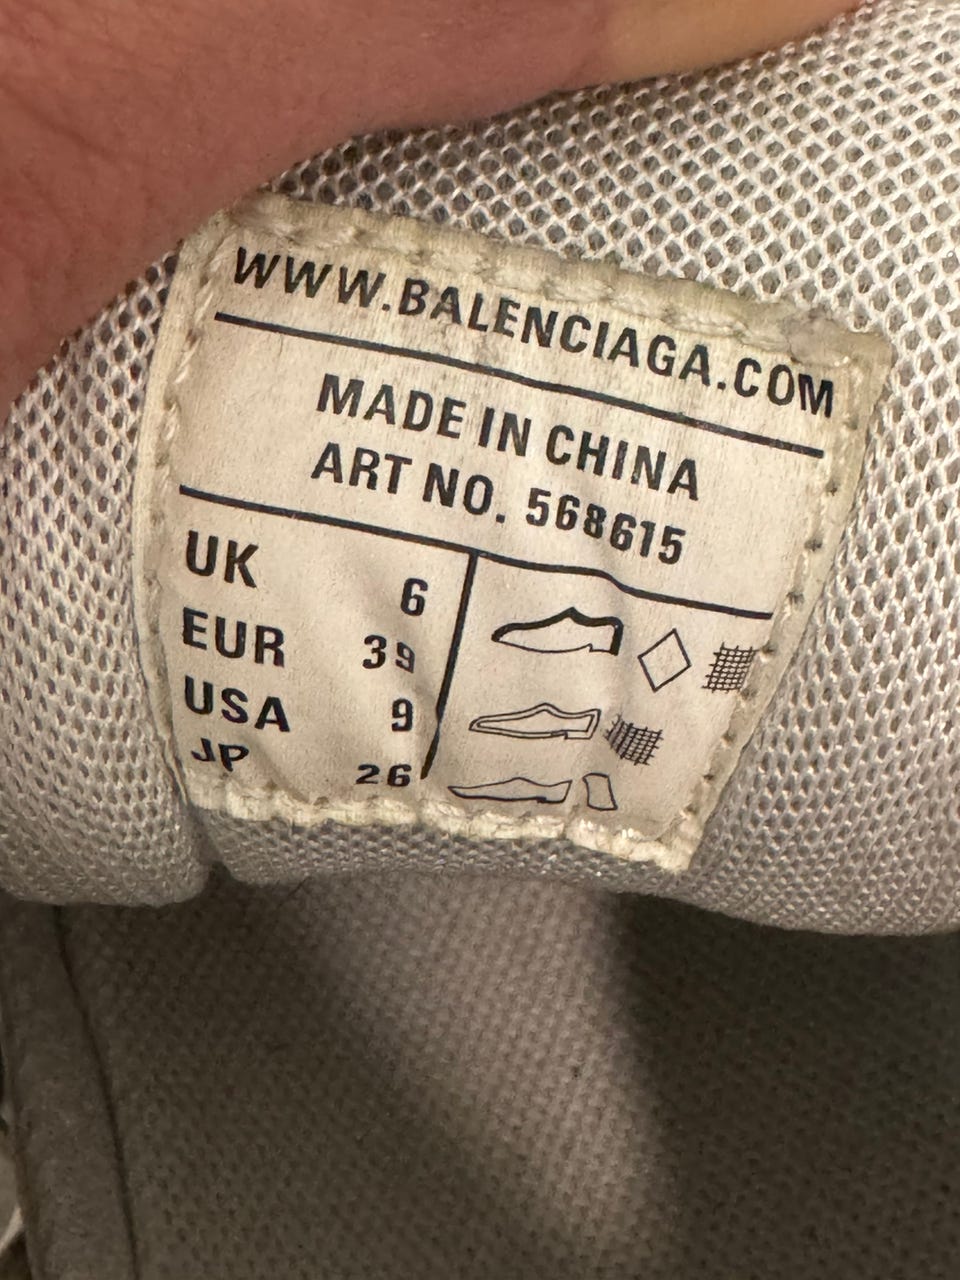 WWW.BALENCIAGA.COM
MADE IN CHINA
ART NO. 568615
UK 6
EUR 39
USA 9
JP 26